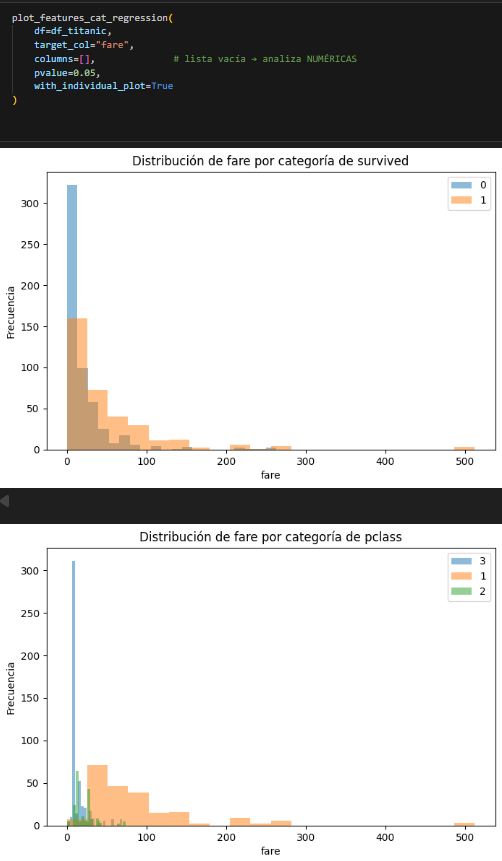 plot_features_cat_regression(
df=df_titanic,
target_col="fare",
columns=[], # lista vacía → analiza NUMÉRICAS
pvalue=0.05,
with_individual_plot=True
)
Distribución de fare por categoría de survived
0
1
300
250
200
150
100
50
0
Frecuencia
0 100 200 300 400 500
fare
Distribución de fare por categoría de pclass
3
1
2
300
250
200
150
100
50
0
Frecuencia
0 100 200 300 400 500
fare